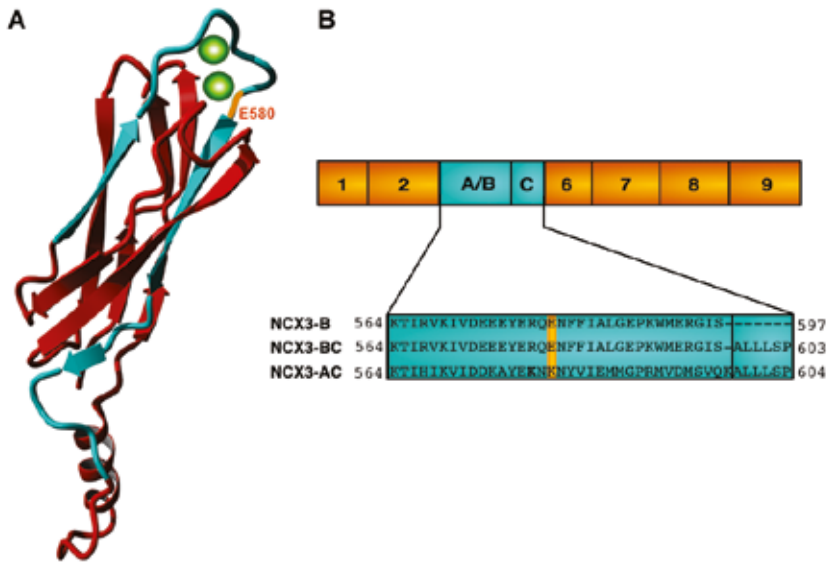 A
B
E580
1 2 A/B C 6 7 8 9
NCX3-B 564 KTIRVKIVDEEEYERQENFFIALGEPKWMERGIS------- 597
NCX3-BC 564 KTIRVKIVDEEEYERQENFFIALGEPKWMERGIS-ALLLSP 603
NCX3-AC 564 KTIHIKIVDDKAYEKNKNYVIEMMGPRMVDMSVQKALLLSP 604